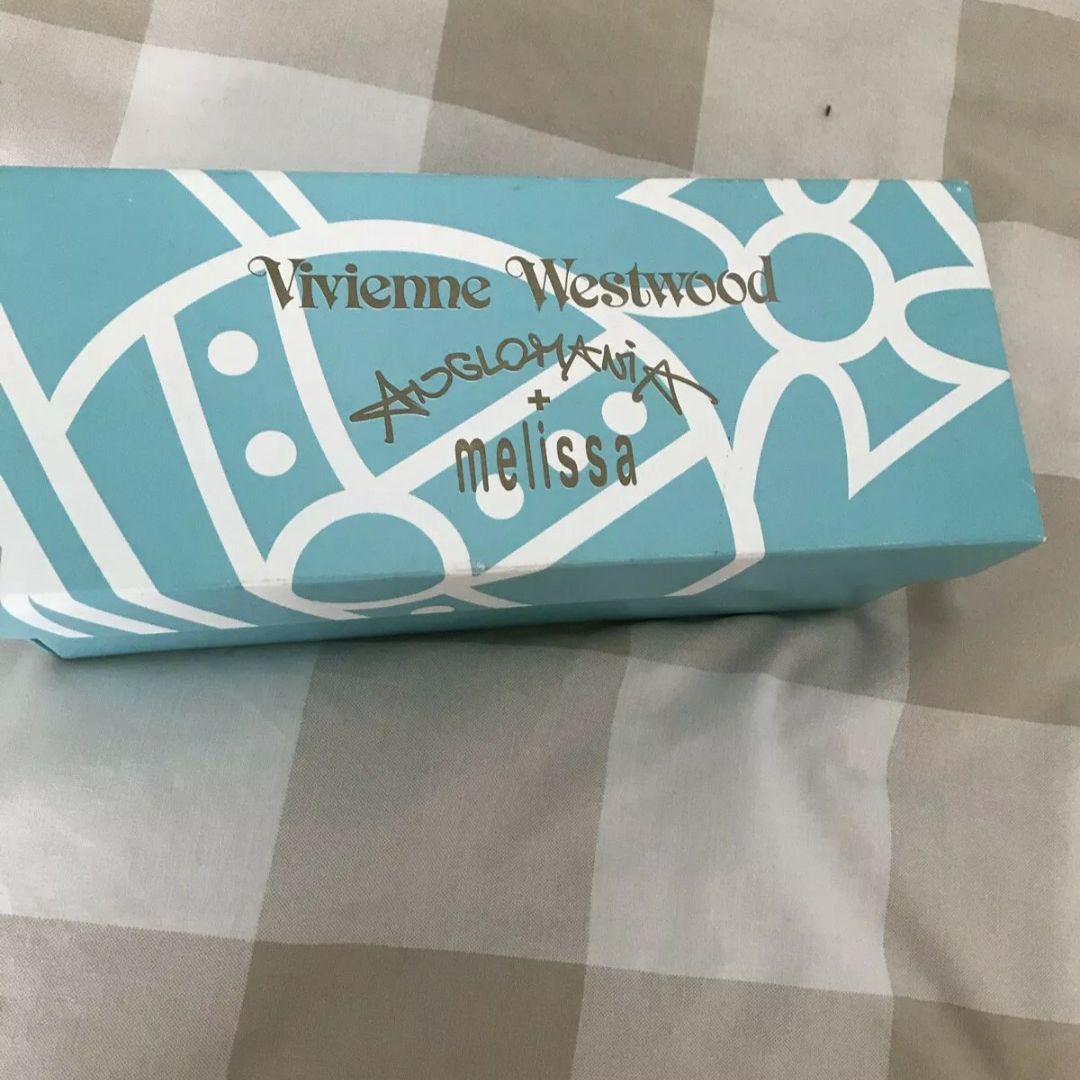 Vivienne Westwood
ANGLOMANiA
+
melissa